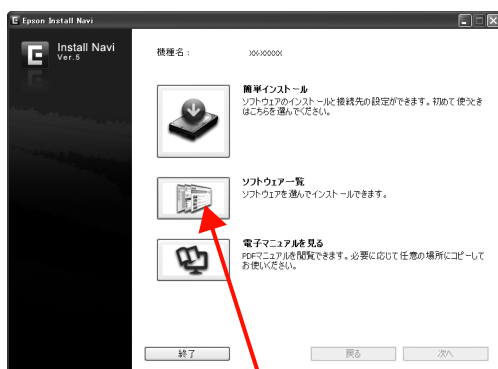 Epson Install Navi
Install Navi
Ver.5
機種名： XX-XXXXX
簡単インストール
ソフトウェアのインストールと接続先の設定ができます。初めて使うとき
はこちらを選んでください。
ソフトウェア一覧
ソフトウェアを選んでインストールできます。
電子マニュアルを見る
PDFマニュアルを閲覧できます。必要に応じて任意の場所にコピーして
お使いください。
終了
戻る
次へ